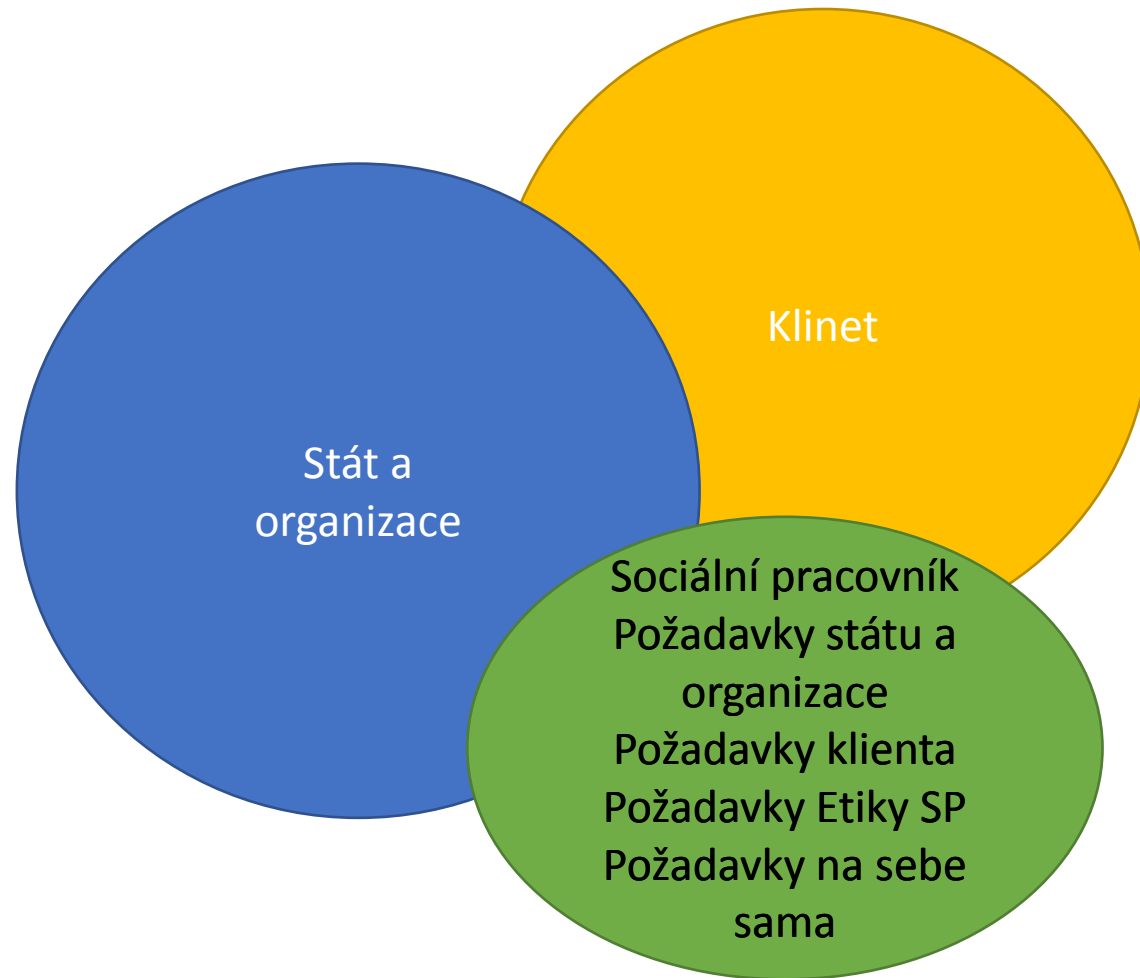 Klinet
Stát a
organizace
Sociální pracovník
Požadavky státu a
organizace
Požadavky klienta
Požadavky Etiky SP
Požadavky na sebe
sama